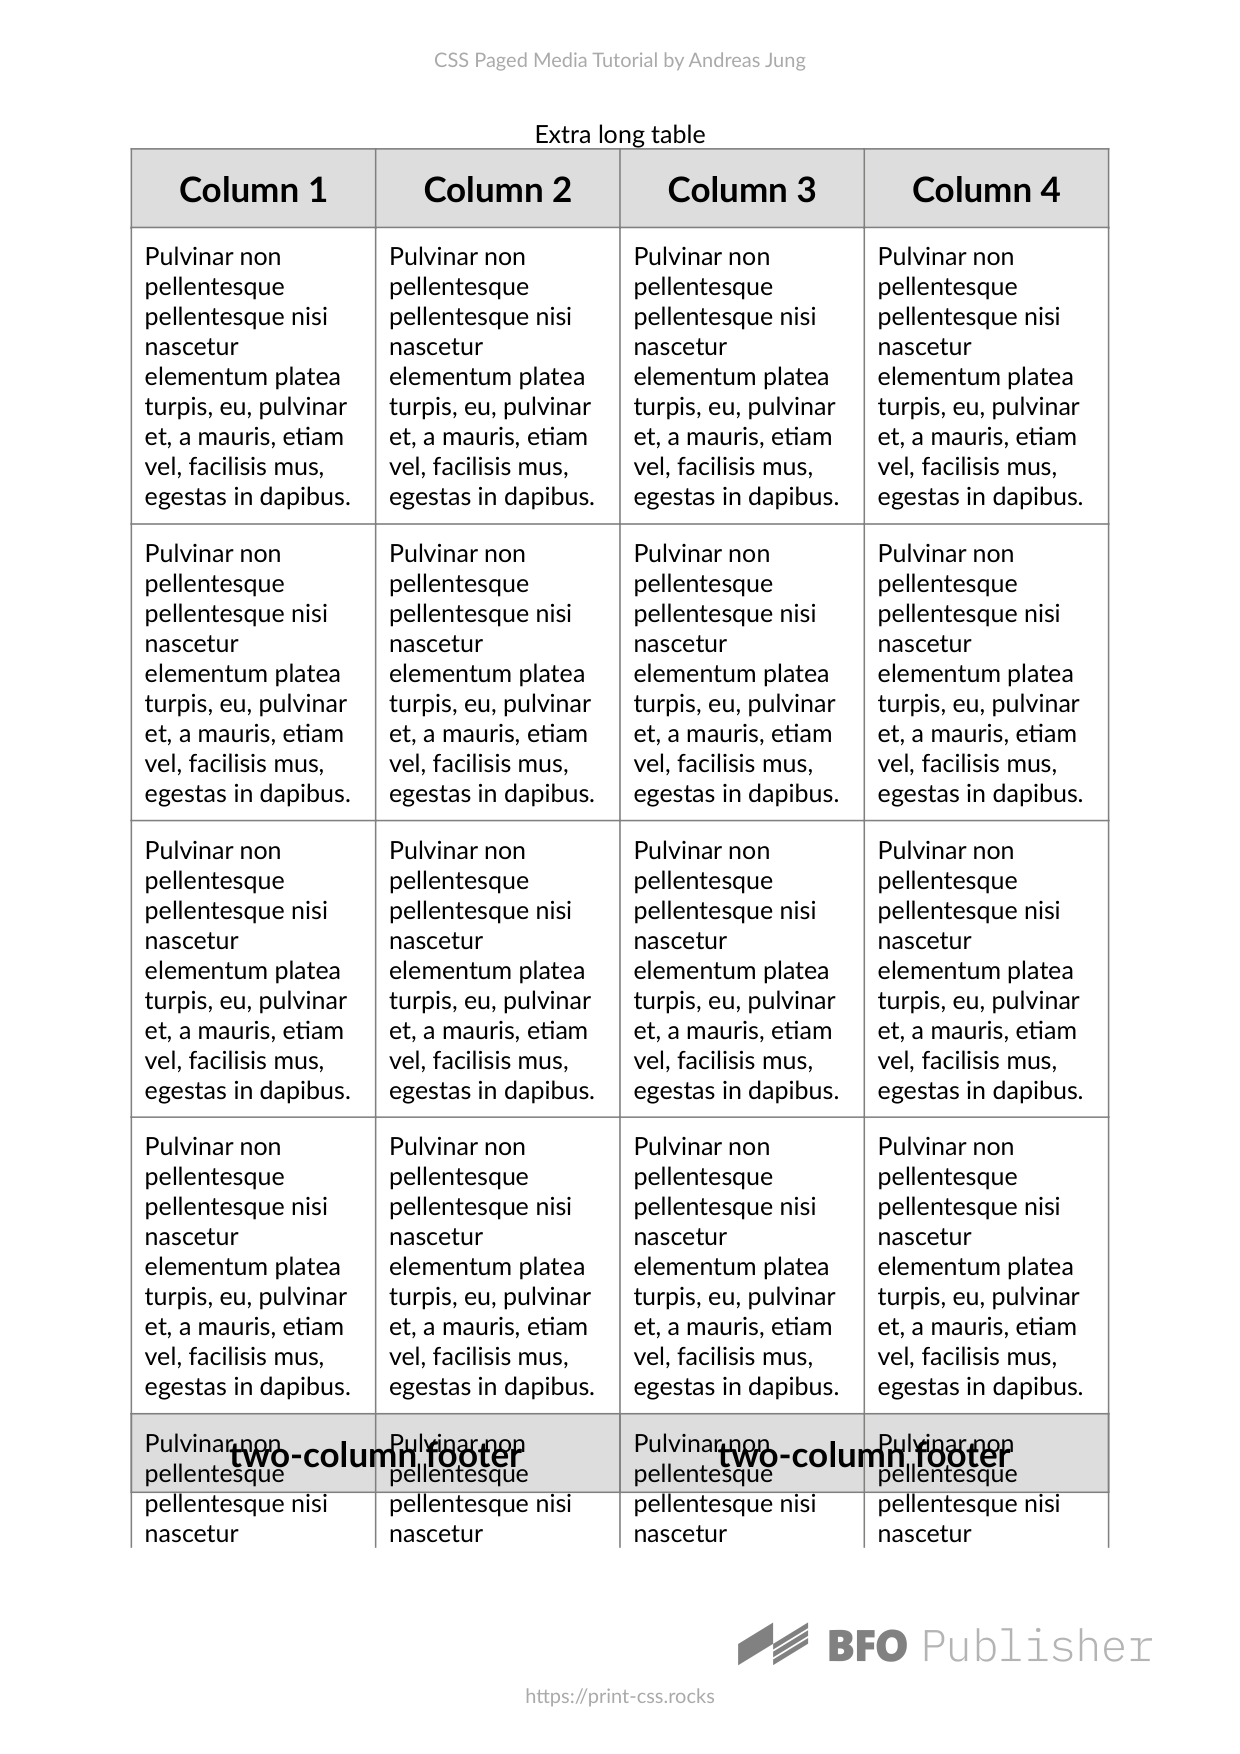 CSS Paged Media Tutorial by Andreas Jung
Extra long table
Column 1 Column 2 Column 3 Column 4
Pulvinar non Pulvinar non Pulvinar non Pulvinar non
pellentesque pellentesque pellentesque pellentesque
pellentesque nisi pellentesque nisi pellentesque nisi pellentesque nisi
nascetur nascetur nascetur nascetur
elementum platea elementum platea elementum platea elementum platea
turpis, eu, pulvinar turpis, eu, pulvinar turpis, eu, pulvinar turpis, eu, pulvinar
et, a mauris, etiam et, a mauris, etiam et, a mauris, etiam et, a mauris, etiam
vel, facilisis mus, vel, facilisis mus, vel, facilisis mus, vel, facilisis mus,
egestas in dapibus. egestas in dapibus. egestas in dapibus. egestas in dapibus.
Pulvinar non Pulvinar non Pulvinar non Pulvinar non
pellentesque pellentesque pellentesque pellentesque
pellentesque nisi pellentesque nisi pellentesque nisi pellentesque nisi
nascetur nascetur nascetur nascetur
elementum platea elementum platea elementum platea elementum platea
turpis, eu, pulvinar turpis, eu, pulvinar turpis, eu, pulvinar turpis, eu, pulvinar
et, a mauris, etiam et, a mauris, etiam et, a mauris, etiam et, a mauris, etiam
vel, facilisis mus, vel, facilisis mus, vel, facilisis mus, vel, facilisis mus,
egestas in dapibus. egestas in dapibus. egestas in dapibus. egestas in dapibus.
Pulvinar non Pulvinar non Pulvinar non Pulvinar non
pellentesque pellentesque pellentesque pellentesque
pellentesque nisi pellentesque nisi pellentesque nisi pellentesque nisi
nascetur nascetur nascetur nascetur
elementum platea elementum platea elementum platea elementum platea
turpis, eu, pulvinar turpis, eu, pulvinar turpis, eu, pulvinar turpis, eu, pulvinar
et, a mauris, etiam et, a mauris, etiam et, a mauris, etiam et, a mauris, etiam
vel, facilisis mus, vel, facilisis mus, vel, facilisis mus, vel, facilisis mus,
egestas in dapibus. egestas in dapibus. egestas in dapibus. egestas in dapibus.
Pulvinar non Pulvinar non Pulvinar non Pulvinar non
pellentesque pellentesque pellentesque pellentesque
pellentesque nisi pellentesque nisi pellentesque nisi pellentesque nisi
nascetur nascetur nascetur nascetur
elementum platea elementum platea elementum platea elementum platea
turpis, eu, pulvinar turpis, eu, pulvinar turpis, eu, pulvinar turpis, eu, pulvinar
et, a mauris, etiam et, a mauris, etiam et, a mauris, etiam et, a mauris, etiam
vel, facilisis mus, vel, facilisis mus, vel, facilisis mus, vel, facilisis mus,
egestas in dapibus. egestas in dapibus. egestas in dapibus. egestas in dapibus.
Pulvinar non Pulvinar non Pulvinar non Pulvinar non
two-column footer two-column footer
pellentesque pellentesque pellentesque pellentesque
pellentesque nisi pellentesque nisi pellentesque nisi pellentesque nisi
nascetur nascetur nascetur nascetur
BFO Publisher
https://print-css.rocks